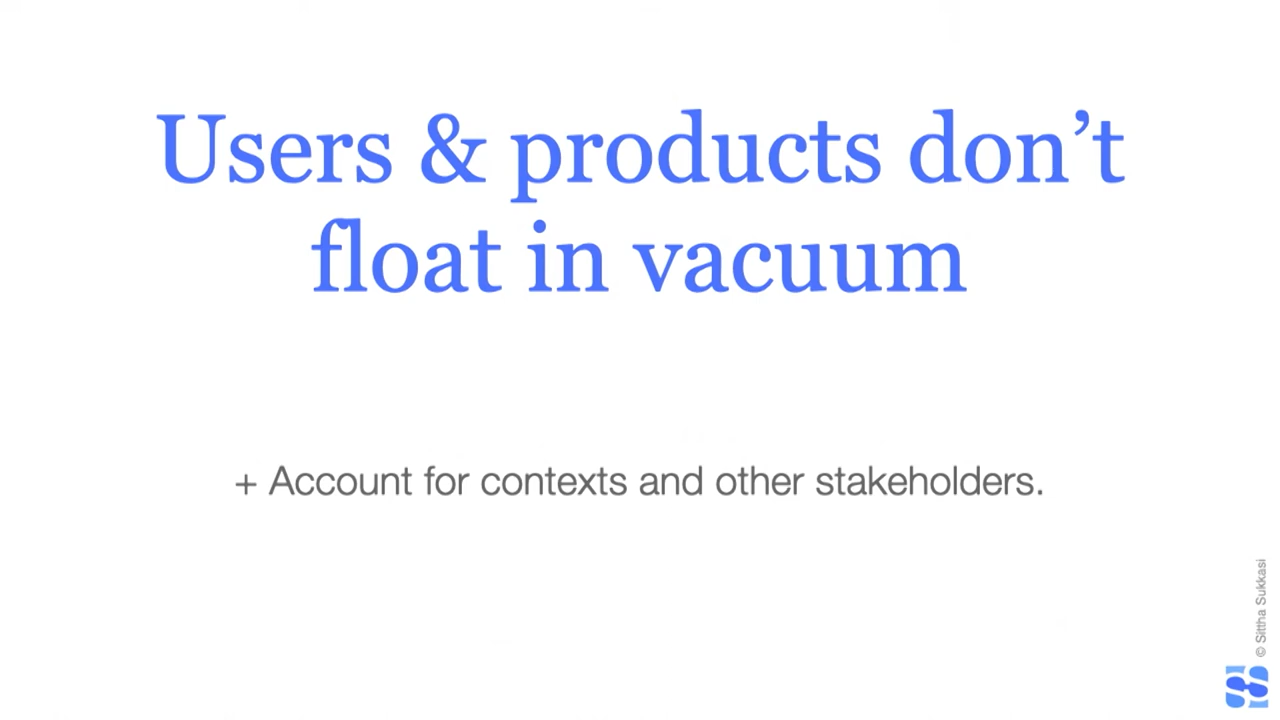 Users & products don’t
float in vacuum
+ Account for contexts and other stakeholders.
© Sittha Sukkasi